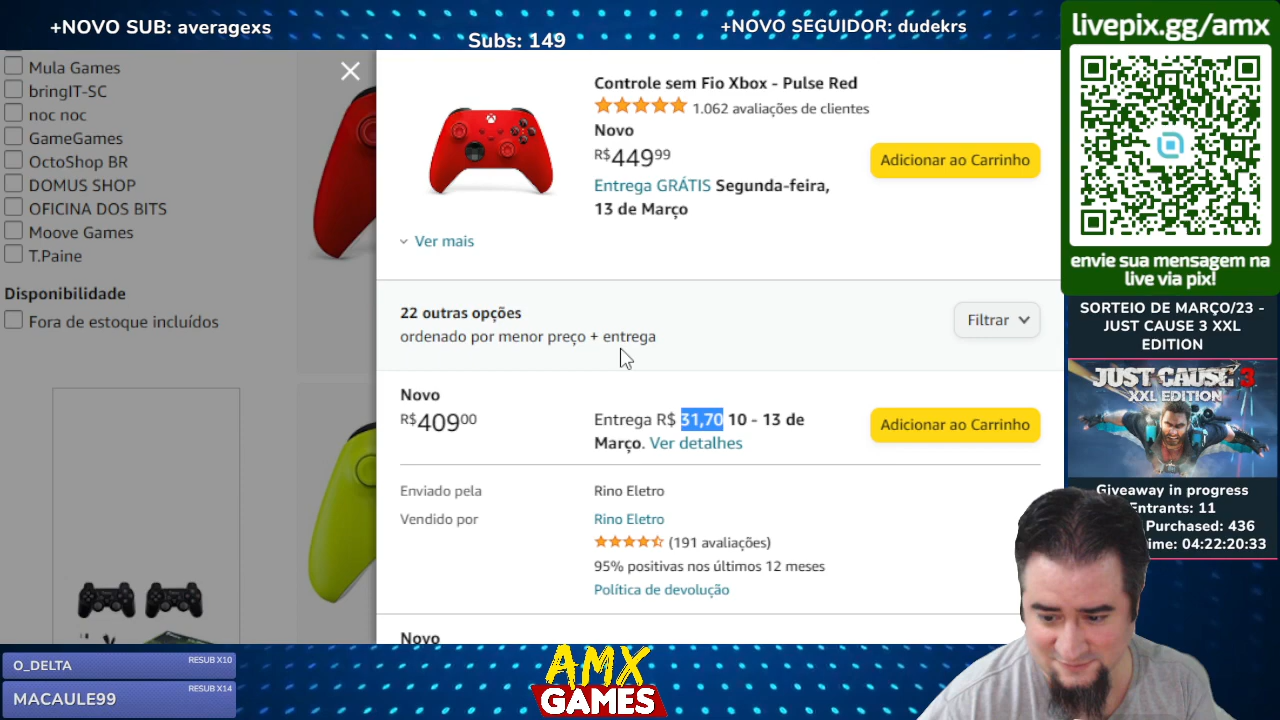 +NOVO SUB: averagexs
Subs: 149
+NOVO SEGUIDOR: dudekrs
livepix.gg/amx
envie sua mensagem na
live via pix!
Mula Games
bringIT-SC
noc noc
GameGames
OctoShop BR
DOMUS SHOP
OFICINA DOS BITS
Moove Games
T.Paine
Disponibilidade
Fora de estoque incluídos
Controle sem Fio Xbox - Pulse Red
1.062 avaliações de clientes
Novo
R$44999
Entrega GRÁTIS Segunda-feira,
13 de Março
Adicionar ao Carrinho
Ver mais
22 outras opções
ordenado por menor preço + entrega
Filtrar
Novo
R$40900
Entrega R$ 31,70 10 - 13 de
Março. Ver detalhes
Adicionar ao Carrinho
Enviado pela
Rino Eletro
Vendido por
Rino Eletro
(191 avaliações)
95% positivas nos últimos 12 meses
Política de devolução
Novo
SORTEIO DE MARÇO/23 -
JUST CAUSE 3 XXL
EDITION
JUST CAUSE 3
XXL EDITION
Giveaway in progress
Entrants: 11
Purchased: 436
ime: 04:22:20:33
O_DELTA
RESUB X10
MACAULE99
RESUB X14
AMX
GAMES